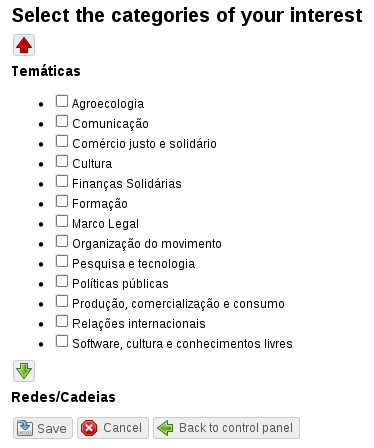 Select the categories of your interest
Temáticas
Agroecologia
Comunicação
Comércio justo e solidário
Cultura
Finanças Solidárias
Formação
Marco Legal
Organização do movimento
Pesquisa e tecnologia
Políticas públicas
Produção, comercialização e consumo
Relações internacionais
Software, cultura e conhecimentos livres
Redes/Cadeias
Save Cancel Back to control panel